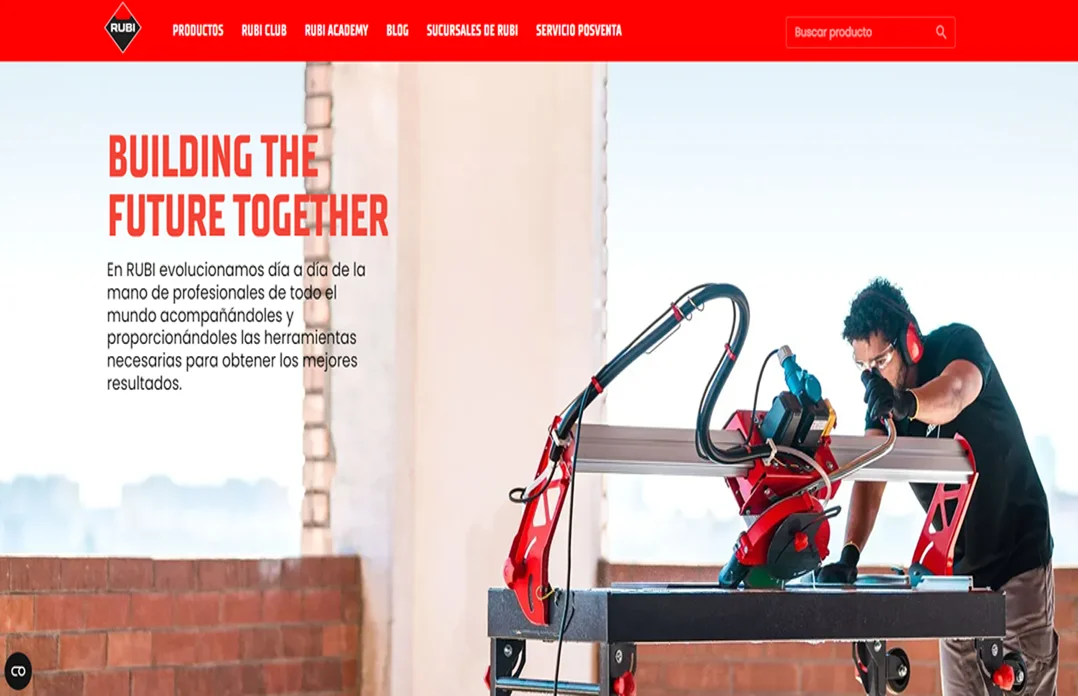 RUBI
PRODUCTOS RUBI CLUB RUBI ACADEMY BLOG SUCURSALES DE RUBI SERVICIO POSVENTA
Buscar producto
BUILDING THE
FUTURE TOGETHER
En RUBI evolucionamos día a día de la
mano de profesionales de todo el
mundo acompañándoles y
proporcionándoles las herramientas
necesarias para obtener los mejores
resultados.